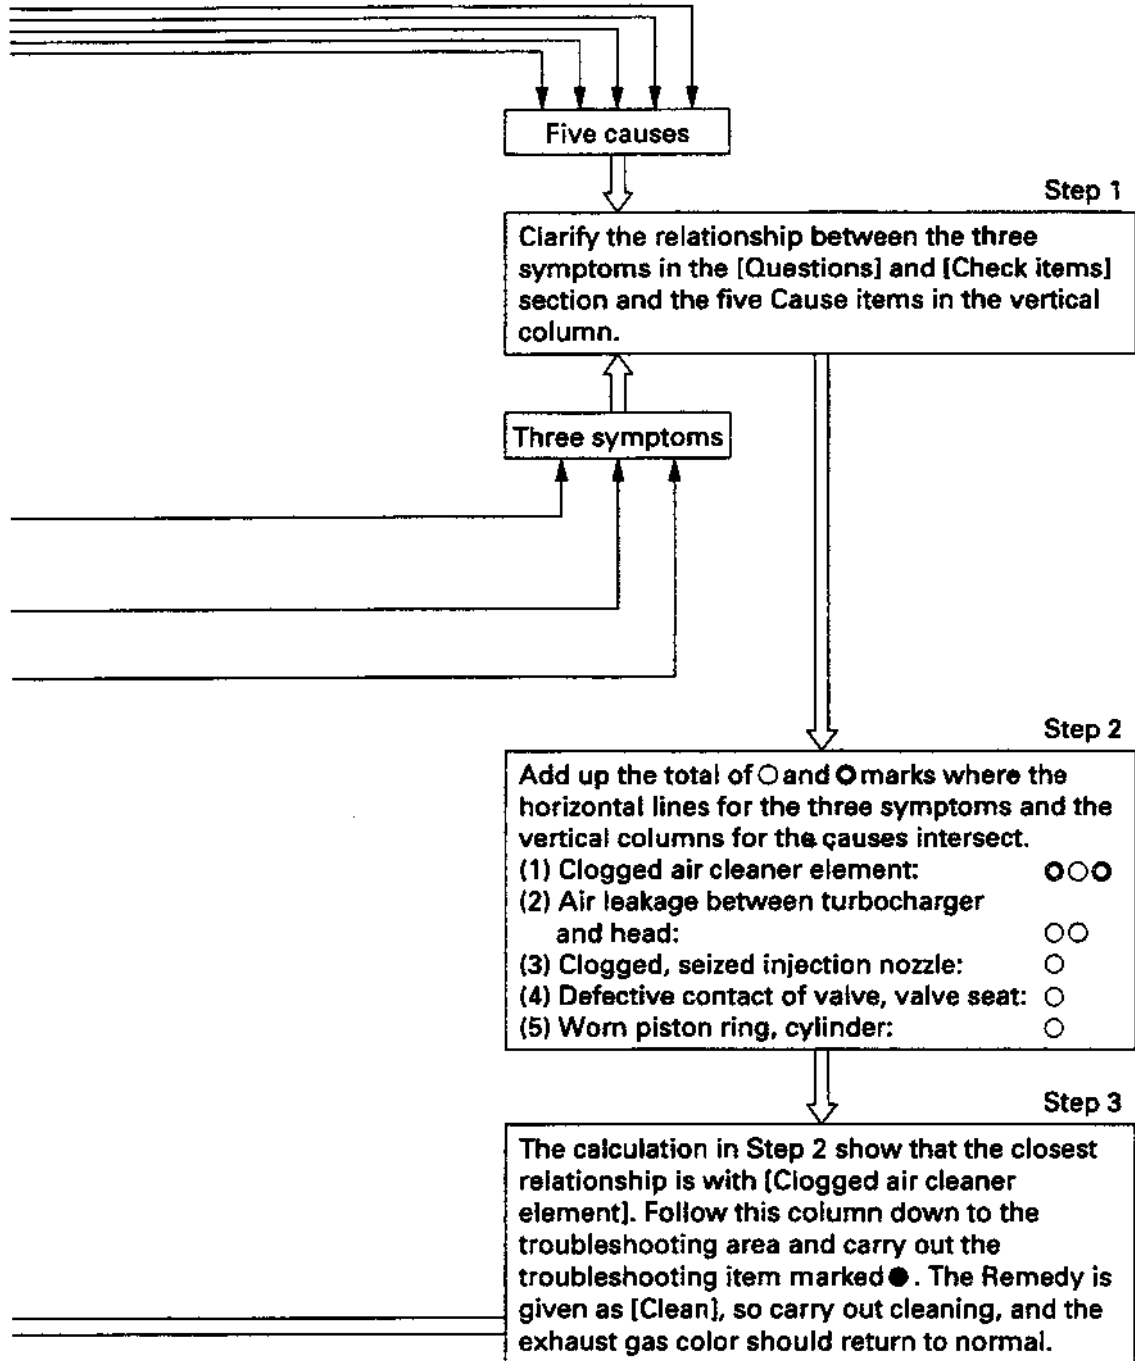 Five causes
Step 1
Clarify the relationship between the three
symptoms in the [Questions] and [Check items]
section and the five Cause items in the vertical
column.
Three symptoms
Step 2
Add up the total of ○ and ○ marks where the
horizontal lines for the three symptoms and the
vertical columns for the causes intersect.
(1) Clogged air cleaner element: ○○○
(2) Air leakage between turbocharger
and head: ○○
(3) Clogged, seized injection nozzle: ○
(4) Defective contact of valve, valve seat: ○
(5) Worn piston ring, cylinder: ○
Step 3
The calculation in Step 2 show that the closest
relationship is with [Clogged air cleaner
element]. Follow this column down to the
troubleshooting area and carry out the
troubleshooting item marked ●. The Remedy is
given as [Clean], so carry out cleaning, and the
exhaust gas color should return to normal.